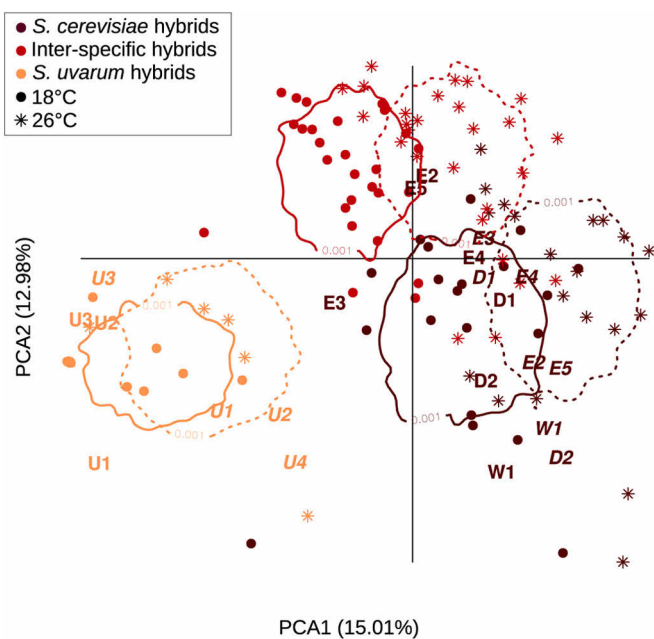 S. cerevisiae hybrids
Inter-specific hybrids
S. uvarum hybrids
18°C
26°C
E2
E5
0.001
E3
0.001
0.001
E4
U3
D1
E4
D1
E3
0.001
U3
U2
PCA2 (12.98%)
E2
E5
D2
U1
U2
0.001
0.001
W1
D2
U1
U4
W1
PCA1 (15.01%)